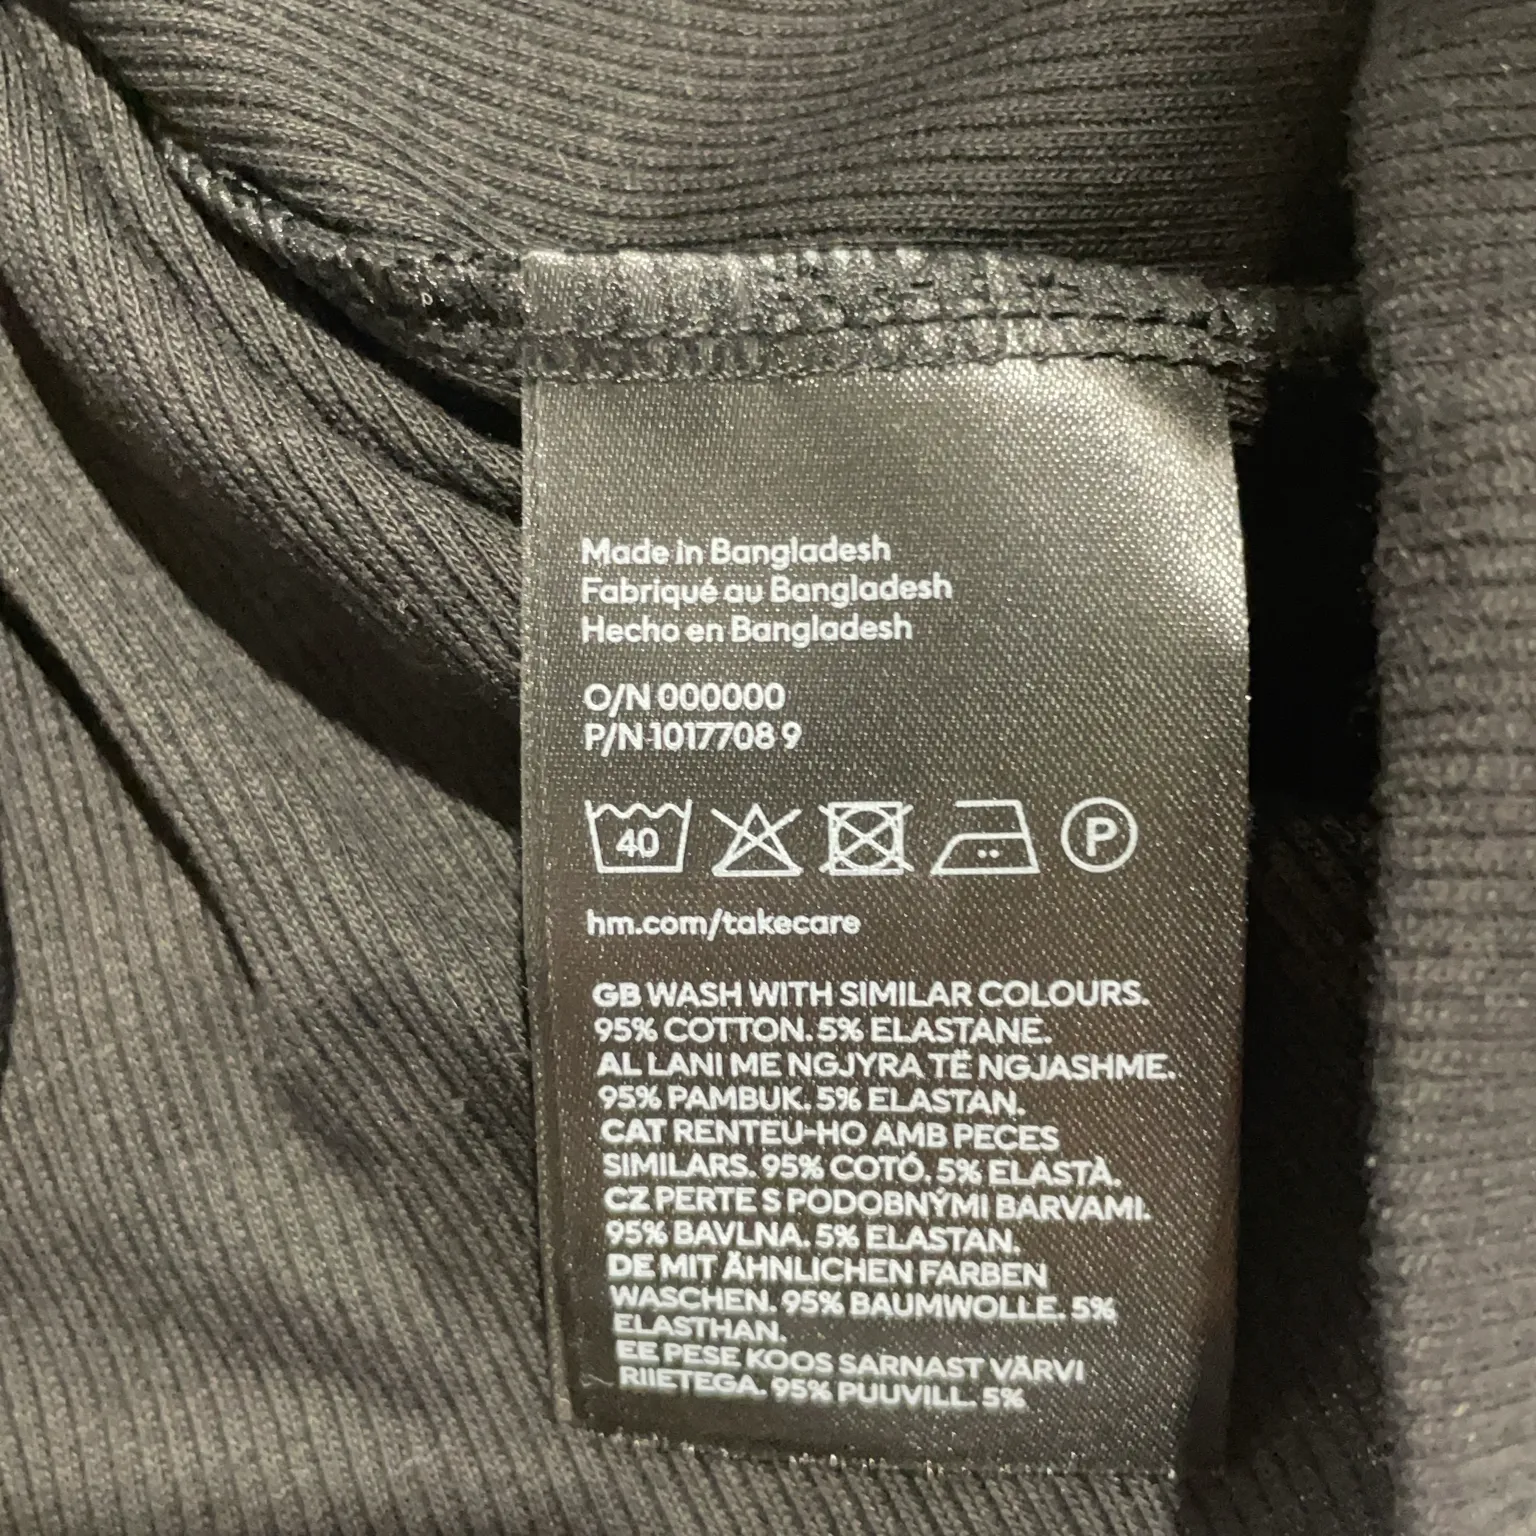 Made in Bangladesh
Fabriqué au Bangladesh
Hecho en Bangladesh
O/N 000000
P/N 1017708 9
40
P
hm.com/takecare
GB WASH WITH SIMILAR COLOURS.
95% COTTON. 5% ELASTANE.
AL LANI ME NGJYRA TË NGJASHME.
95% PAMBUK. 5% ELASTAN.
CAT RENTEU-HO AMB PECES
SIMILARS. 95% COTÓ. 5% ELASTÀ.
CZ PERTE S PODOBNÝMI BARVAMI.
95% BAVLNA. 5% ELASTAN.
DE MIT ÄHNLICHEN FARBEN
WASCHEN. 95% BAUMWOLLE. 5%
ELASTHAN.
EE PESE KOOS SARNAST VÄRVI
RIIETEGA. 95% PUUVILL. 5%